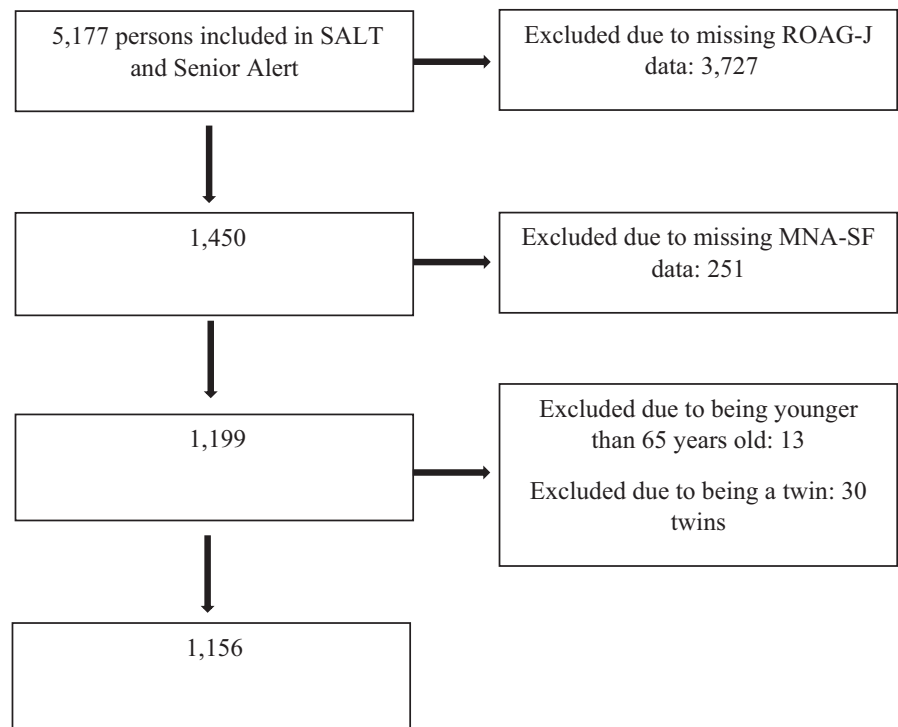 5,177 persons included in SALT
and Senior Alert
Excluded due to missing ROAG-J
data: 3,727
1,450
Excluded due to missing MNA-SF
data: 251
1,199
Excluded due to being younger
than 65 years old: 13
Excluded due to being a twin: 30
twins
1,156